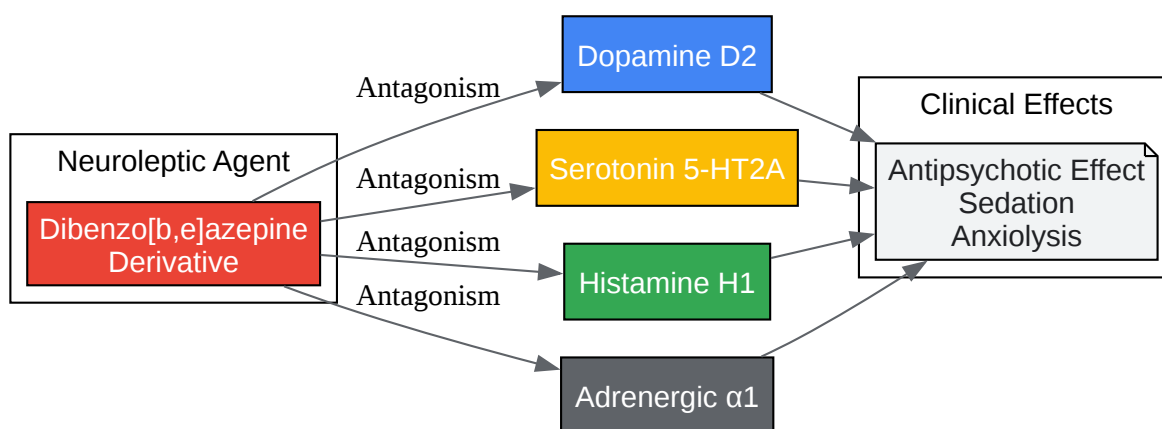 Neuroleptic Agent
Dibenzo[b,e]azepine
Derivative
Antagonism
Antagonism
Antagonism
Antagonism
Dopamine D2
Serotonin 5-HT2A
Histamine H1
Adrenergic α1
Clinical Effects
Antipsychotic Effect
Sedation
Anxiolysis